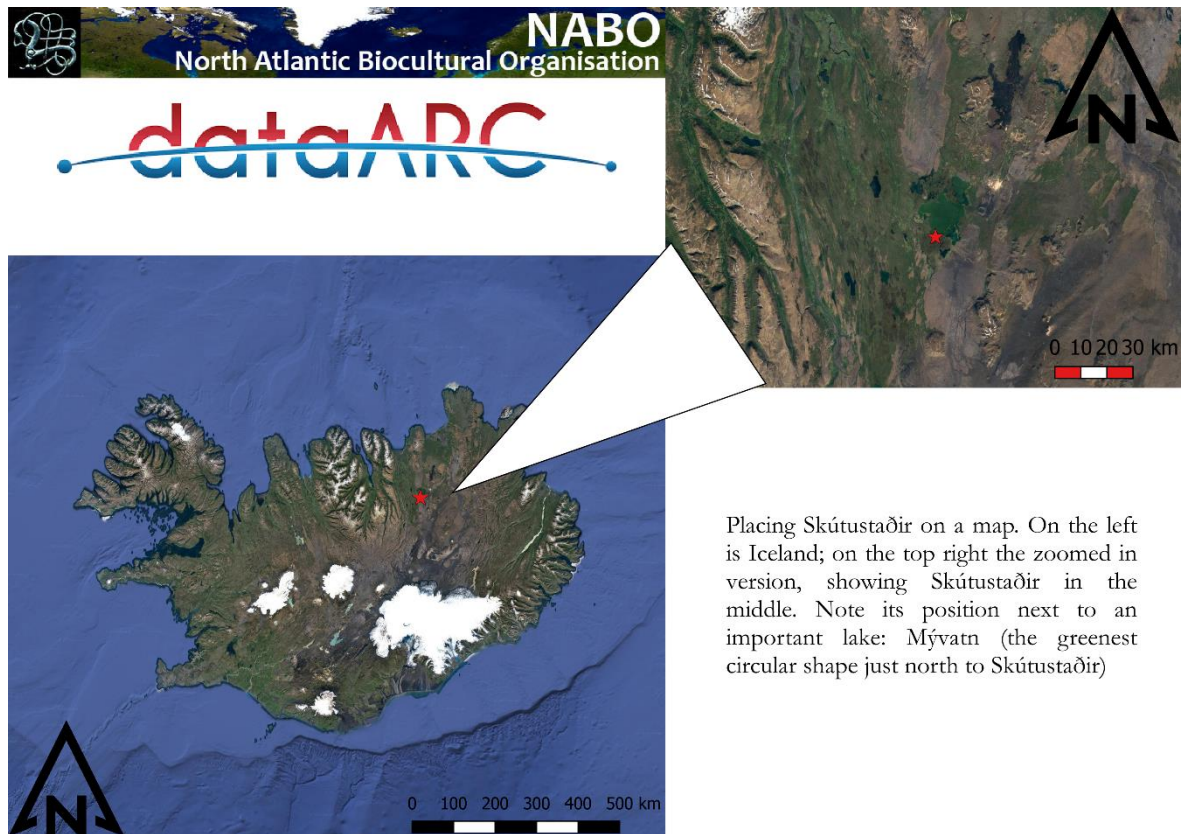 NABO
North Atlantic Biocultural Organisation
dataARC
N
0 10 20 30 km
N
0 100 200 300 400 500 km
Placing Skútustaðir on a map. On the left
is Iceland; on the top right the zoomed in
version, showing Skútustaðir in the
middle. Note its position next to an
important lake: Mývatn (the greenest
circular shape just north to Skútustaðir)